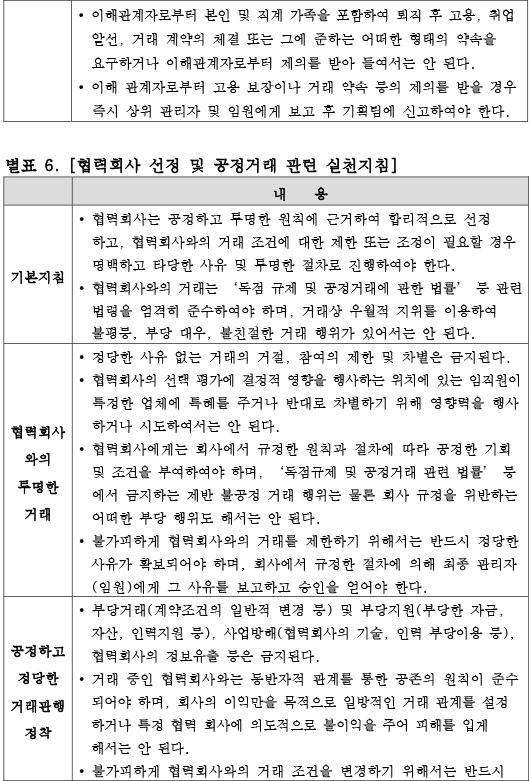 • 이해관계자로부터 본인 및 직계 가족을 포함하여 퇴직 후 고용, 취업
알선, 거래 계약의 체결 또는 그에 준하는 어떠한 형태의 약속을
요구하거나 이해관계자로부터 제의를 받아 들여서는 안 된다.
• 이해 관계자로부터 고용 보장이나 거래 약속 등의 제의를 받을 경우
즉시 상위 관리자 및 임원에게 보고 후 기획팀에 신고하여야 한다.
별표 6. [협력회사 선정 및 공정거래 관련 실천지침]
내 용
기본지침
• 협력회사는 공정하고 투명한 원칙에 근거하여 합리적으로 선정
하고, 협력회사와의 거래 조건에 대한 제한 또는 조정이 필요할 경우
명백하고 타당한 사유 및 투명한 절차로 진행하여야 한다.
• 협력회사와의 거래는 ‘독점 규제 및 공정거래에 관한 법률’ 등 관련
법령을 엄격히 준수하여야 하며, 거래상 우월적 지위를 이용하여
불평등, 부당 대우, 불친절한 거래 행위가 있어서는 안 된다.
협력회사
와의
투명한
거래
• 정당한 사유 없는 거래의 거절, 참여의 제한 및 차별은 금지된다.
• 협력회사의 선택 평가에 결정적 영향을 행사하는 위치에 있는 임직원이
특정한 업체에 특혜를 주거나 반대로 차별하기 위해 영향력을 행사
하거나 시도하여서는 안 된다.
• 협력회사에게는 회사에서 규정한 원칙과 절차에 따라 공정한 기회
및 조건을 부여하여야 하며, ‘독점규제 및 공정거래 관련 법률’ 등
에서 금지하는 제반 불공정 거래 행위는 물론 회사 규정을 위반하는
어떠한 부당 행위도 해서는 안 된다.
• 불가피하게 협력회사와의 거래를 제한하기 위해서는 반드시 정당한
사유가 확보되어야 하며, 회사에서 규정한 절차에 의해 최종 관리자
(임원)에게 그 사유를 보고하고 승인을 얻어야 한다.
공정하고
정당한
거래관행
정착
• 부당거래(계약조건의 일반적 변경 등) 및 부당지원(부당한 자금,
자산, 인력지원 등), 사업방해(협력회사의 기술, 인력 부당이용 등),
협력회사의 정보유출 등은 금지된다.
• 거래 중인 협력회사와는 동반자적 관계를 통한 공존의 원칙이 준수
되어야 하며, 회사의 이익만을 목적으로 일방적인 거래 관계를 설정
하거나 특정 협력 회사에 의도적으로 불이익을 주어 피해를 입게
해서는 안 된다.
• 불가피하게 협력회사와의 거래 조건을 변경하기 위해서는 반드시